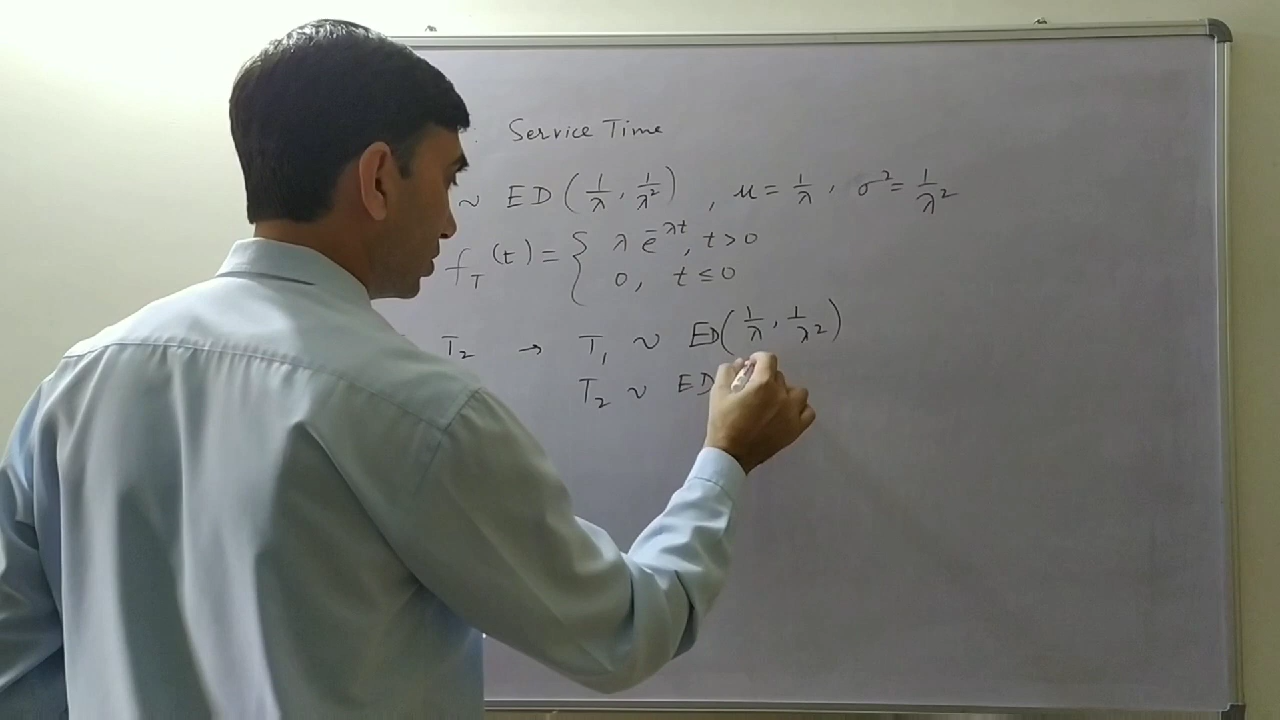 . Service Time
~ ED(1/λ, 1/λ²), μ = 1/λ, σ² = 1/λ²
f_T(t) = { λ e^-λt, t > 0
0, t ≤ 0
T₂ → T₁ ~ ED(1/λ, 1/λ²)
T₂ ~ ED